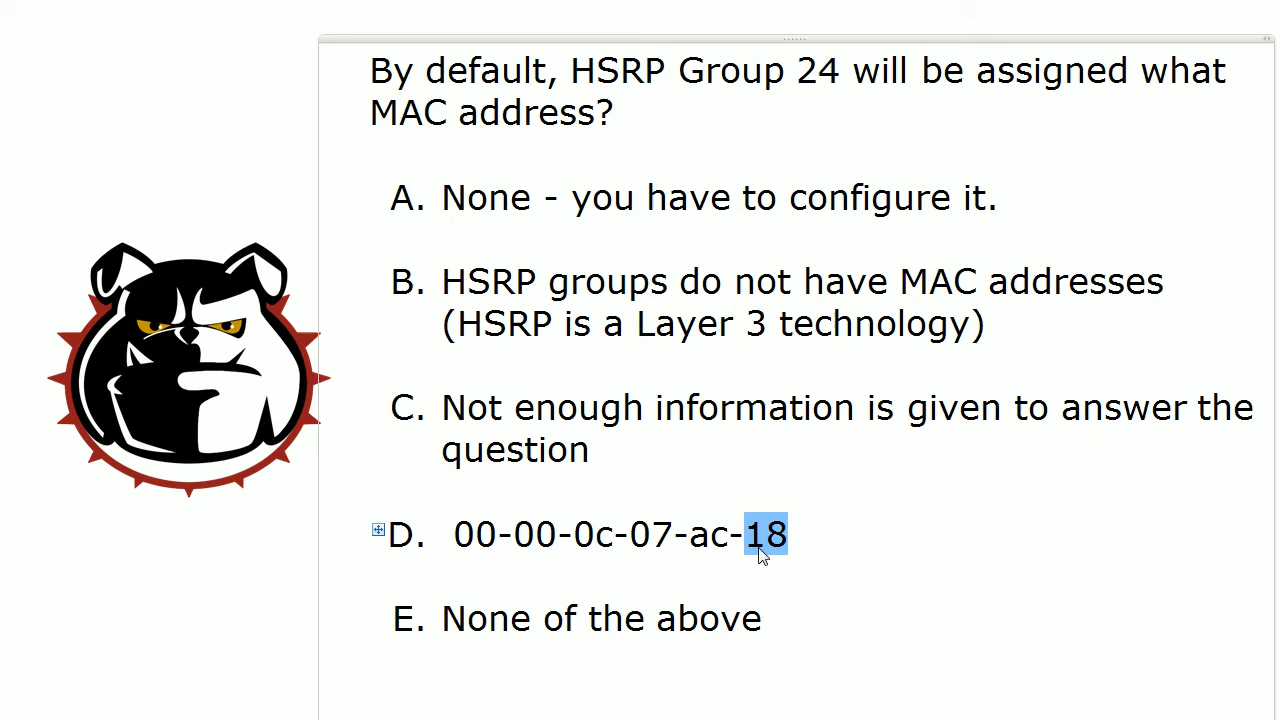 By default, HSRP Group 24 will be assigned what
MAC address?
A. None - you have to configure it.
B. HSRP groups do not have MAC addresses
(HSRP is a Layer 3 technology)
C. Not enough information is given to answer the
question
D. 00-00-0c-07-ac-18
E. None of the above